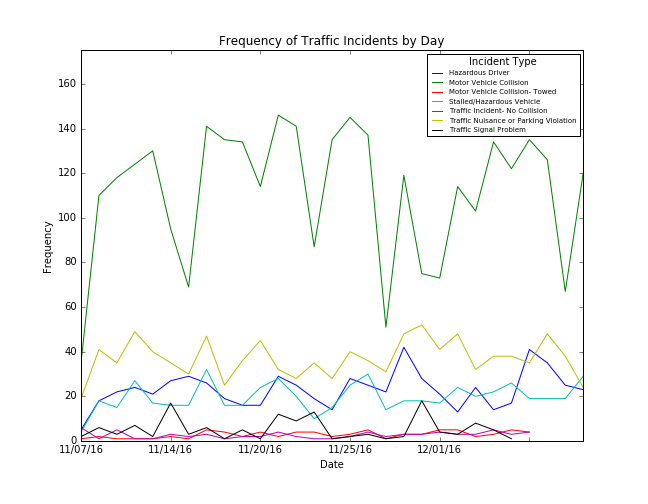 Frequency of Traffic Incidents by Day
Incident Type
Hazardous Driver
Motor Vehicle Collision
Motor Vehicle Collision- Towed
Stalled/Hazardous Vehicle
Traffic Incident- No Collision
Traffic Nuisance or Parking Violation
Traffic Signal Problem
Frequency
160
140
120
100
80
60
40
20
0
11/07/16 11/14/16 11/20/16 11/25/16 12/01/16
Date